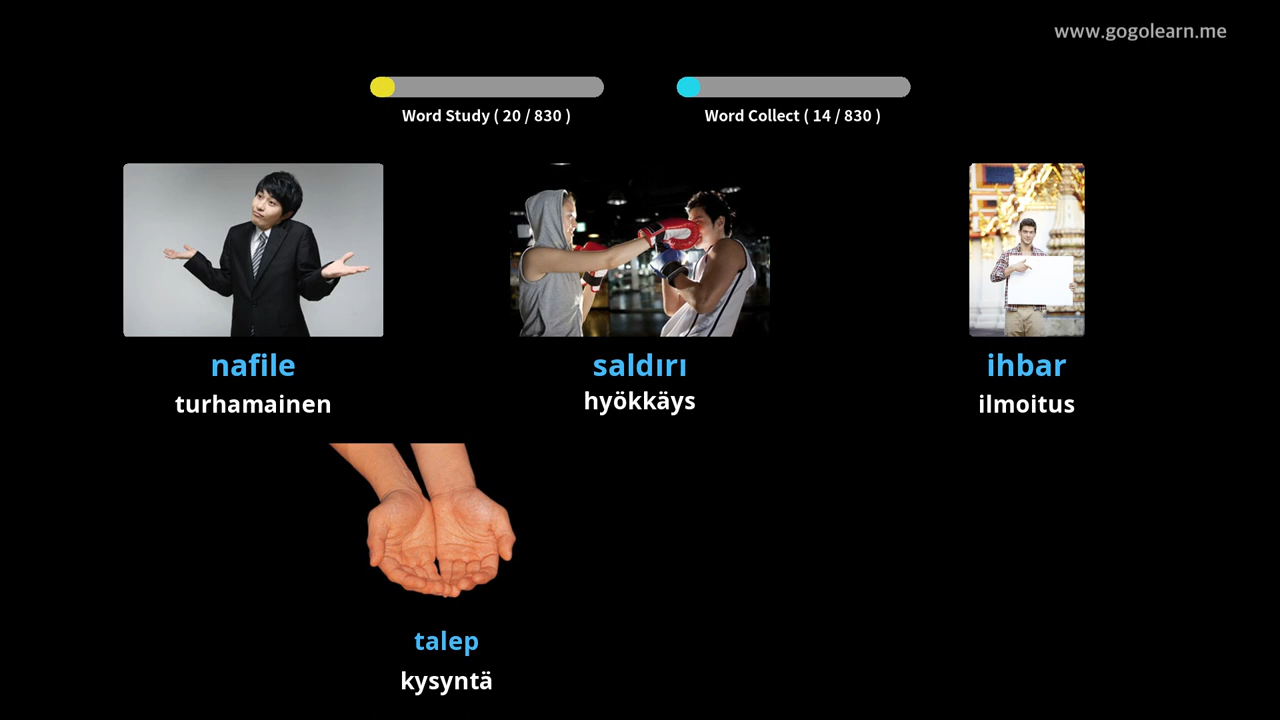 www.gogolearn.me
Word Study ( 20 / 830 )
Word Collect ( 14 / 830 )
nafile
turhamainen
saldırı
hyökkäys
ihbar
ilmoitus
talep
kysyntä